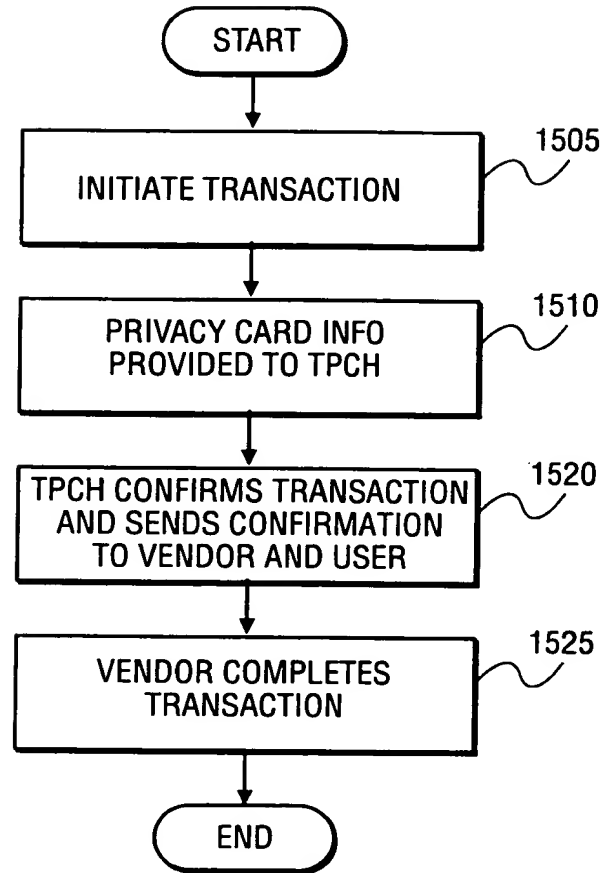 START
1505
INITIATE TRANSACTION
1510
PRIVACY CARD INFO
PROVIDED TO TPCH
1520
TPCH CONFIRMS TRANSACTION
AND SENDS CONFIRMATION
TO VENDOR AND USER
1525
VENDOR COMPLETES
TRANSACTION
END